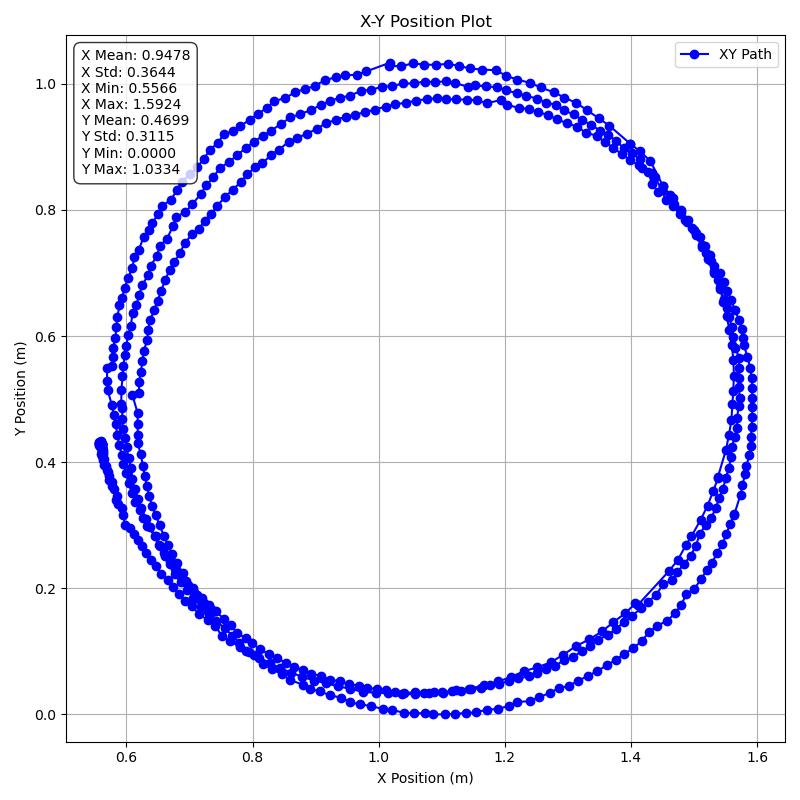 X-Y Position Plot
X Mean: 0.9478
X Std: 0.3644
X Min: 0.5566
X Max: 1.5924
Y Mean: 0.4699
Y Std: 0.3115
Y Min: 0.0000
Y Max: 1.0334
XY Path
Y Position (m)
1.0
0.8
0.6
0.4
0.2
0.0
0.6 0.8 1.0 1.2 1.4 1.6
X Position (m)